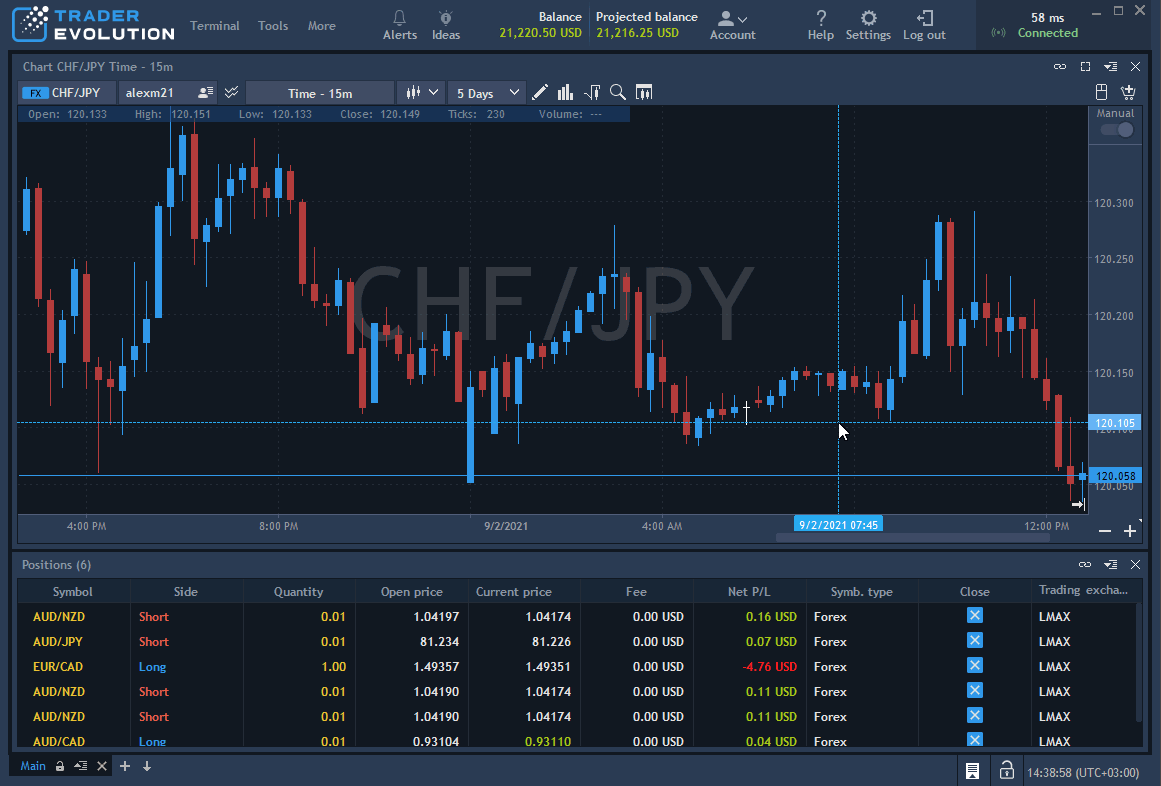 TRADER EVOLUTION
Terminal Tools More
Alerts Ideas
Balance 21,220.50 USD
Projected balance 21,216.25 USD
Account
Help Settings Log out
58 ms
Connected
Chart CHF/JPY Time - 15m
FX CHF/JPY alexm21 Time - 15m 5 Days
Open: 120.133 High: 120.151 Low: 120.133 Close: 120.149 Ticks: 230 Volume: ---
Manual
CHF/JPY
120.300
120.250
120.200
120.150
120.105
120.100
120.058
120.050
4:00 PM 8:00 PM 9/2/2021 4:00 AM 9/2/2021 07:45 12:00 PM
Positions (6)
Symbol Side Quantity Open price Current price Fee Net P/L Symb. type Close Trading excha...
AUD/NZD Short 0.01 1.04197 1.04174 0.00 USD 0.16 USD Forex LMAX
AUD/JPY Short 0.01 81.234 81.226 0.00 USD 0.07 USD Forex LMAX
EUR/CAD Long 1.00 1.49357 1.49351 0.00 USD -4.76 USD Forex LMAX
AUD/NZD Short 0.01 1.04190 1.04174 0.00 USD 0.11 USD Forex LMAX
AUD/NZD Short 0.01 1.04190 1.04174 0.00 USD 0.11 USD Forex LMAX
AUD/CAD Long 0.01 0.93104 0.93110 0.00 USD 0.04 USD Forex LMAX
Main
14:38:58 (UTC+03:00)